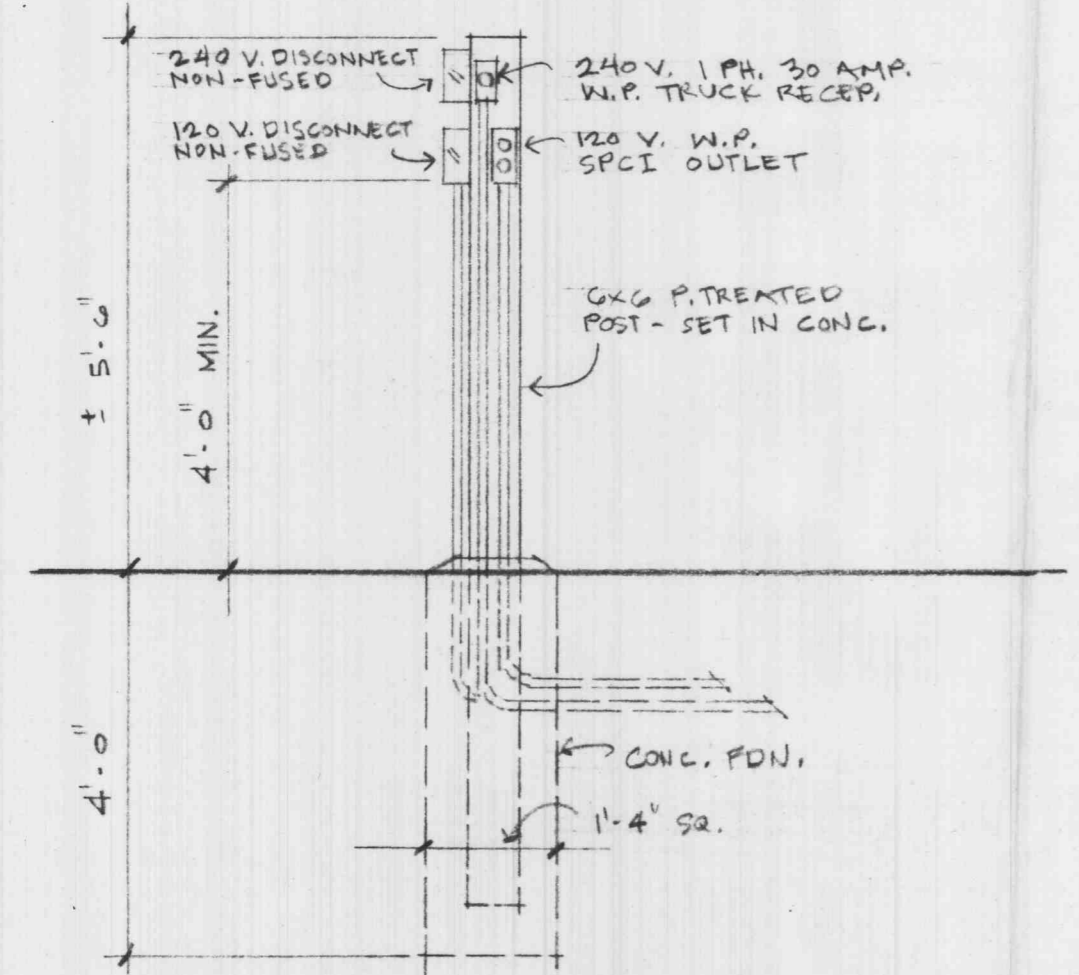 240 V. DISCONNECT
NON-FUSED
240 V. 1 PH. 30 AMP.
W.P. TRUCK RECEP.
120 V. DISCONNECT
NON-FUSED
120 V. W.P.
SPCI OUTLET
6x6 P. TREATED
POST - SET IN CONC.
± 5'-6"
4'-0" MIN.
4'-0"
CONC. FDN.
1'-4" SQ.